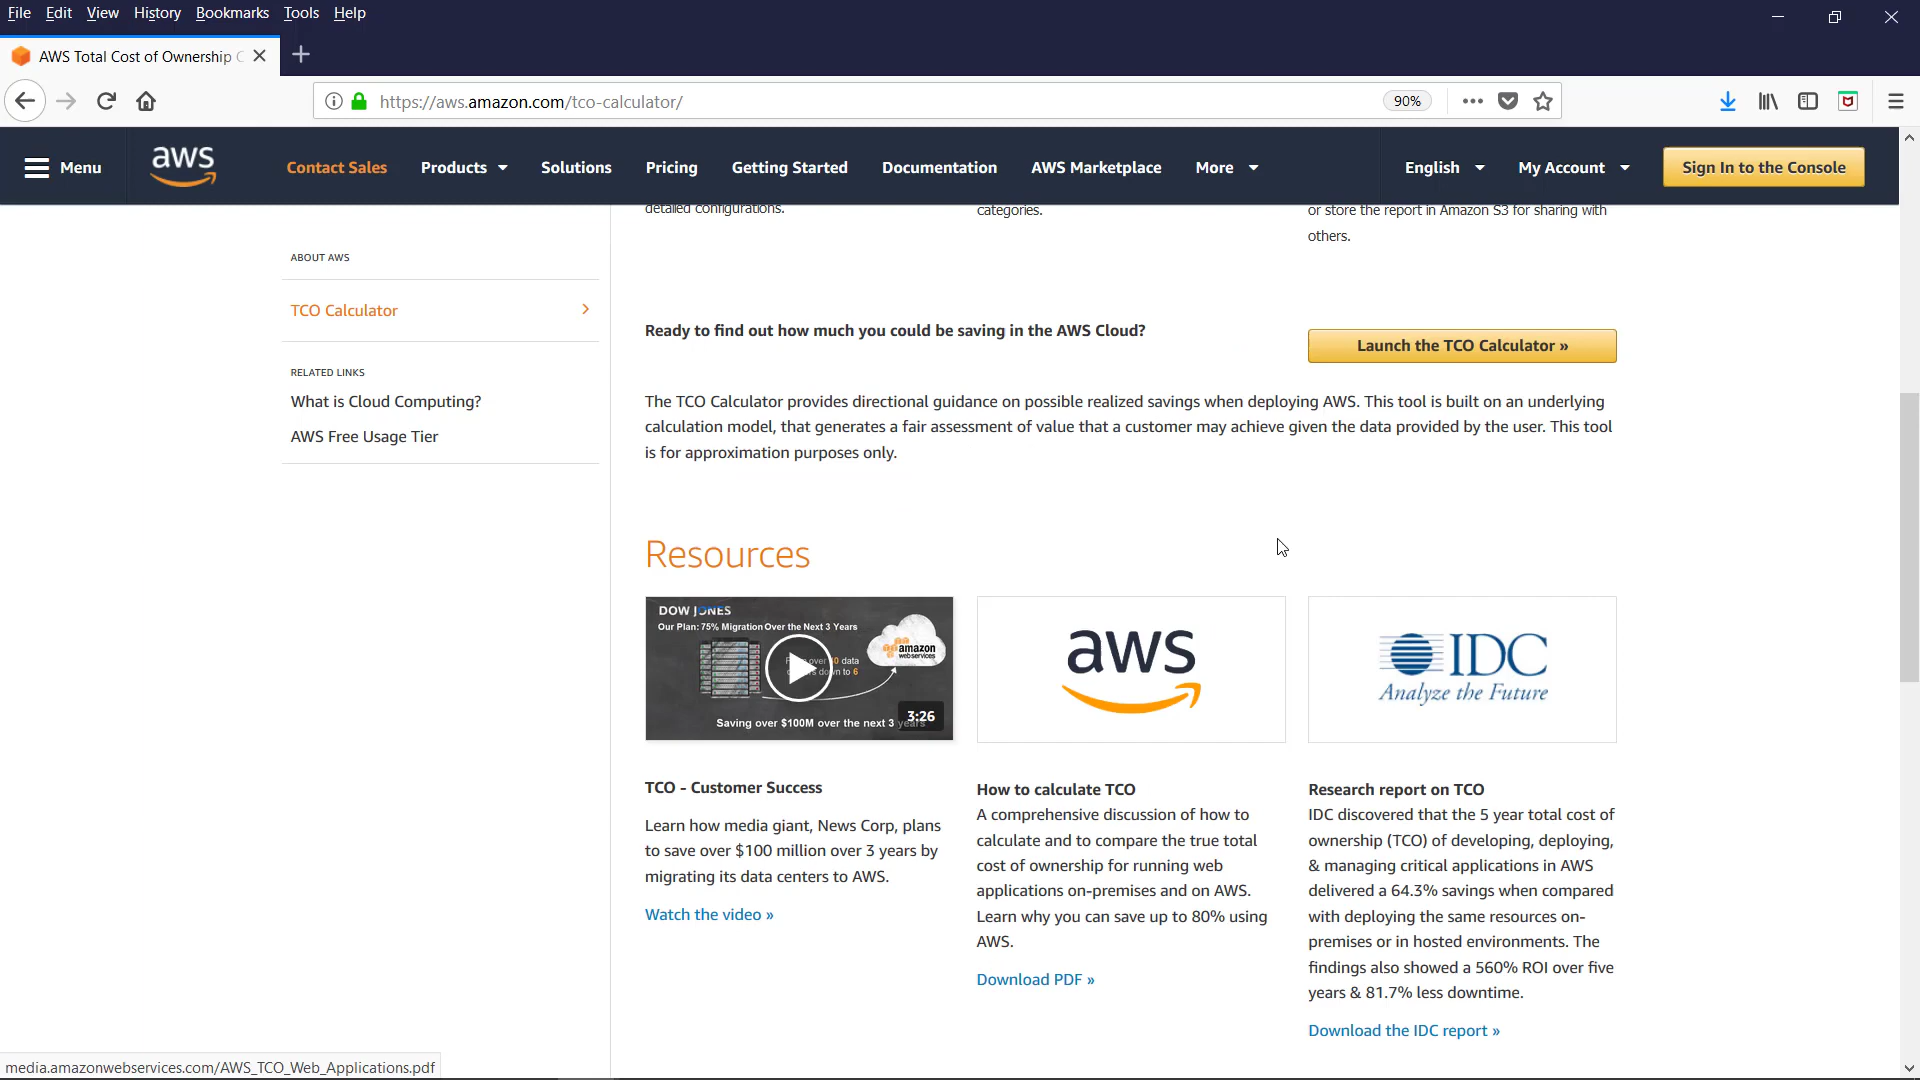 File Edit View History Bookmarks Tools Help
AWS Total Cost of Ownership
https://aws.amazon.com/tco-calculator/
90%
Menu
aws
Contact Sales
Products
Solutions
Pricing
Getting Started
Documentation
AWS Marketplace
More
English
My Account
Sign In to the Console
detailed configurations.
categories.
or store the report in Amazon S3 for sharing with
others.
ABOUT AWS
TCO Calculator
RELATED LINKS
What is Cloud Computing?
AWS Free Usage Tier
Ready to find out how much you could be saving in the AWS Cloud?
Launch the TCO Calculator »
The TCO Calculator provides directional guidance on possible realized savings when deploying AWS. This tool is built on an underlying
calculation model, that generates a fair assessment of value that a customer may achieve given the data provided by the user. This tool
is for approximation purposes only.
Resources
DOW JONES
Our Plan: 75% Migration Over the Next 3 Years
over 40 data
down to 6
amazon
webservices
Saving over $100M over the next 3 years
3:26
aws
IDC
Analyze the Future
TCO - Customer Success
Learn how media giant, News Corp, plans
to save over $100 million over 3 years by
migrating its data centers to AWS.
Watch the video »
How to calculate TCO
A comprehensive discussion of how to
calculate and to compare the true total
cost of ownership for running web
applications on-premises and on AWS.
Learn why you can save up to 80% using
AWS.
Download PDF »
Research report on TCO
IDC discovered that the 5 year total cost of
ownership (TCO) of developing, deploying,
& managing critical applications in AWS
delivered a 64.3% savings when compared
with deploying the same resources on-
premises or in hosted environments. The
findings also showed a 560% ROI over five
years & 81.7% less downtime.
Download the IDC report »
media.amazonwebservices.com/AWS_TCO_Web_Applications.pdf